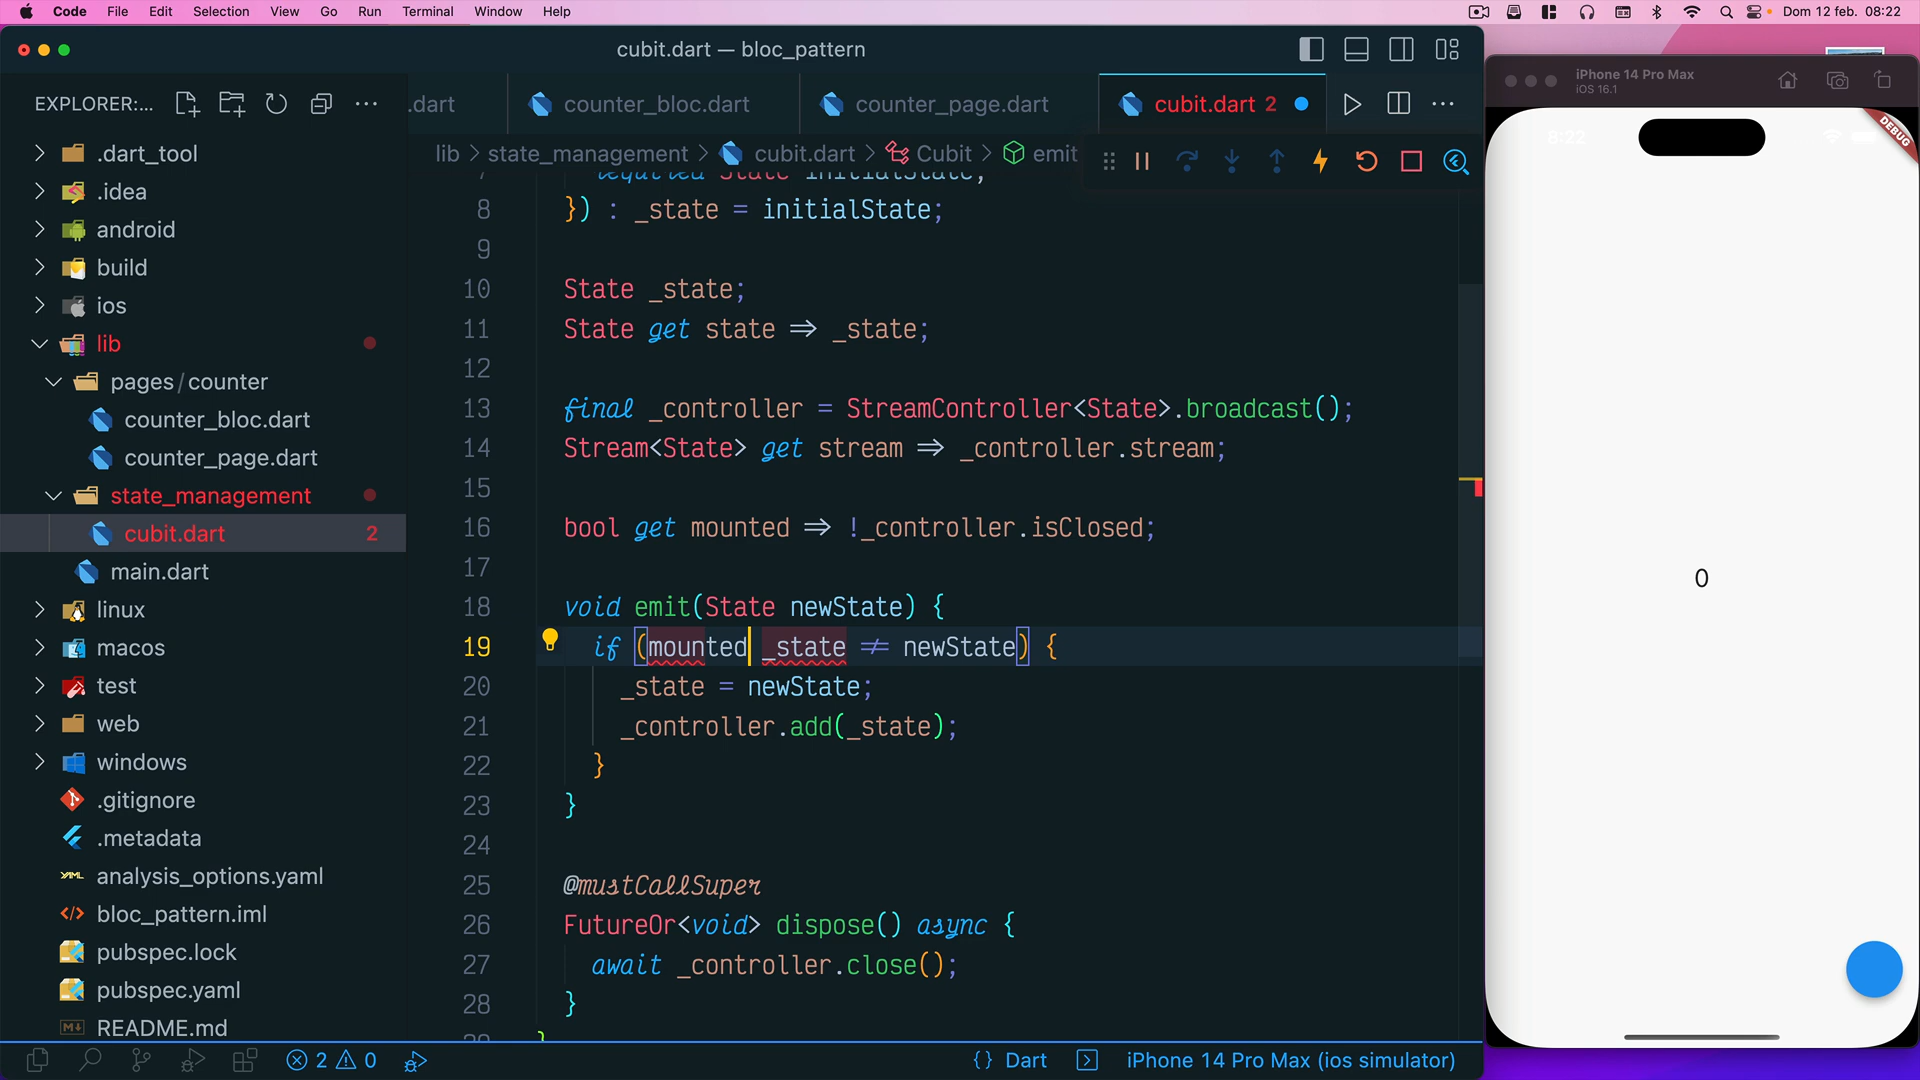 Code File Edit Selection View Go Run Terminal Window Help
Dom 12 feb. 08:22
cubit.dart — bloc_pattern
EXPLORER:...
.dart
counter_bloc.dart
counter_page.dart
cubit.dart 2
lib > state_management > cubit.dart > Cubit > emit
.dart_tool
.idea
android
build
ios
lib
pages/counter
counter_bloc.dart
counter_page.dart
state_management
cubit.dart 2
main.dart
linux
macos
test
web
windows
.gitignore
.metadata
analysis_options.yaml
bloc_pattern.iml
pubspec.lock
pubspec.yaml
README.md
required State initialState,
8 }) : _state = initialState;
9
10 State _state;
11 State get state => _state;
12
13 final _controller = StreamController<State>.broadcast();
14 Stream<State> get stream => _controller.stream;
15
16 bool get mounted => !_controller.isClosed;
17
18 void emit(State newState) {
19 if (mounted _state != newState) {
20 _state = newState;
21 _controller.add(_state);
22 }
23 }
24
25 @mustCallSuper
26 FutureOr<void> dispose() async {
27 await _controller.close();
28 }
2 0
{} Dart
iPhone 14 Pro Max (ios simulator)
iPhone 14 Pro Max
iOS 16.1
8:22
DEBUG
0